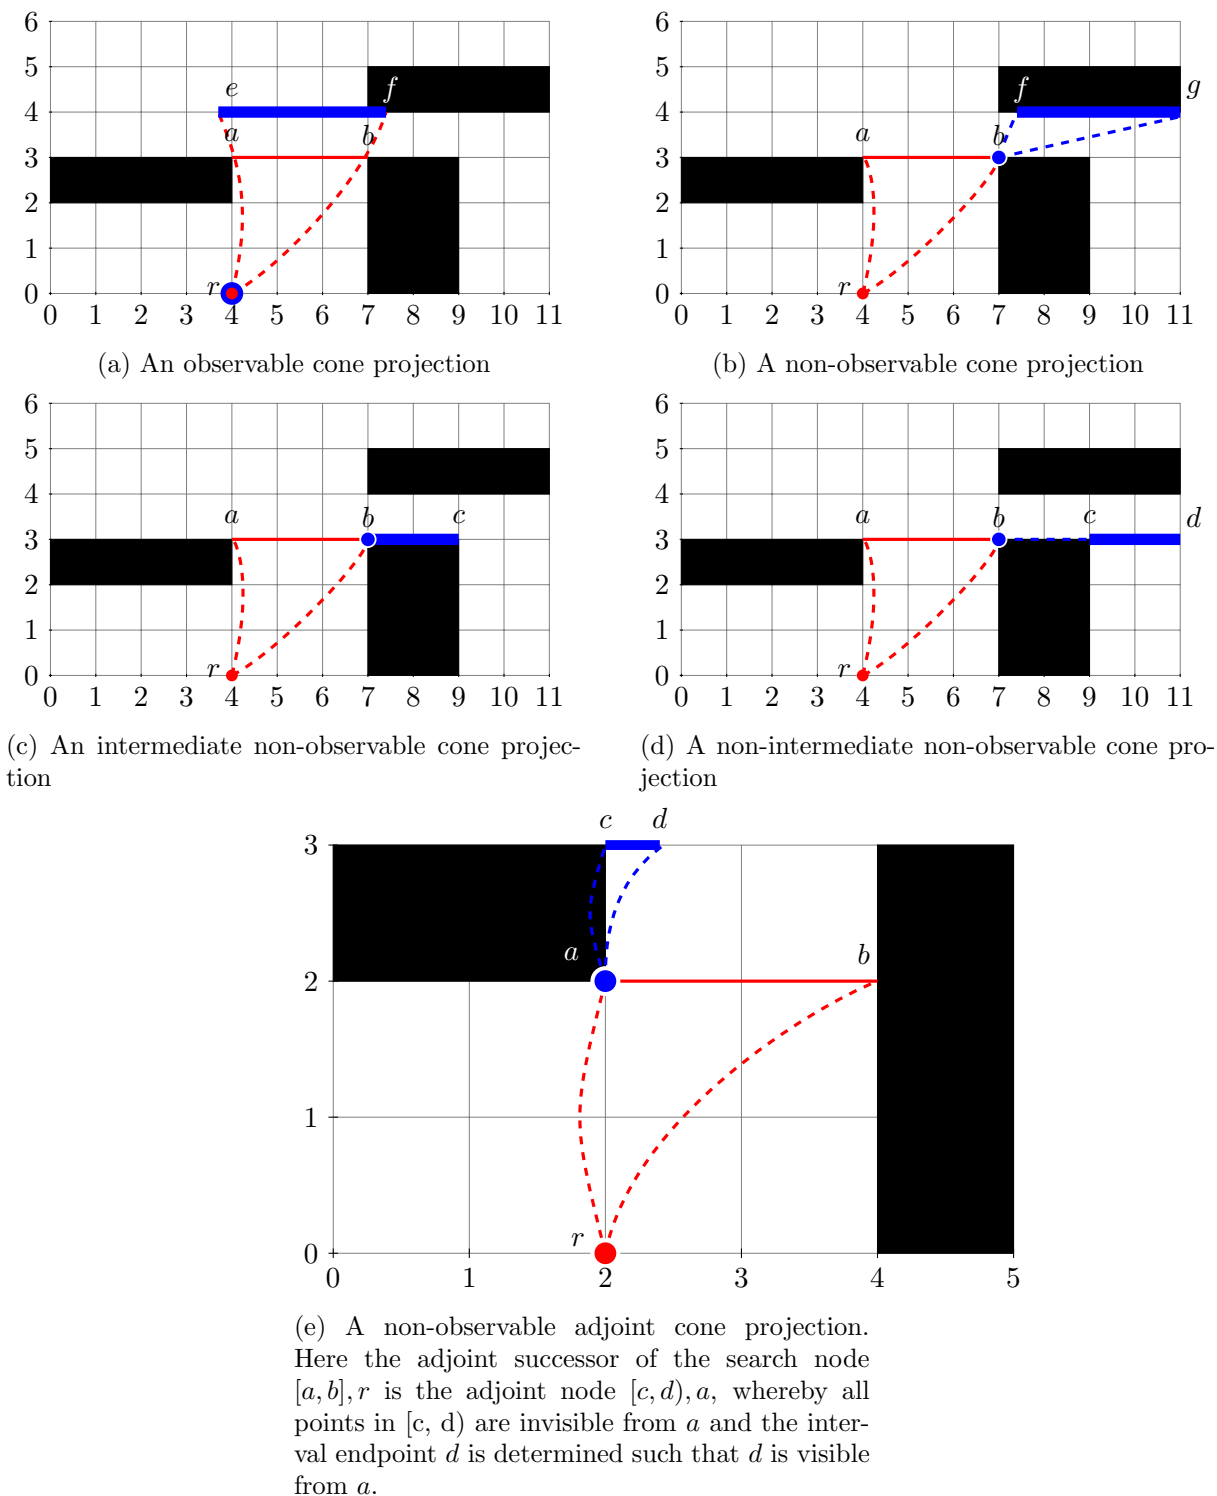 6
5
4
3
2
1
0
0 1 2 3 4 5 6 7 8 9 10 11
e f
a b
r
(a) An observable cone projection
6
5
4
3
2
1
0
0 1 2 3 4 5 6 7 8 9 10 11
f g
a b
r
(b) A non-observable cone projection
6
5
4
3
2
1
0
0 1 2 3 4 5 6 7 8 9 10 11
a b c
r
(c) An intermediate non-observable cone projec-
tion
6
5
4
3
2
1
0
0 1 2 3 4 5 6 7 8 9 10 11
a b c d
r
(d) A non-intermediate non-observable cone pro-
jection
c d
3
a b
2
1
r
0
0 1 2 3 4 5
(e) A non-observable adjoint cone projection.
Here the adjoint successor of the search node
[a, b], r is the adjoint node [c, d), a, whereby all
points in [c, d) are invisible from a and the inter-
val endpoint d is determined such that d is visible
from a.